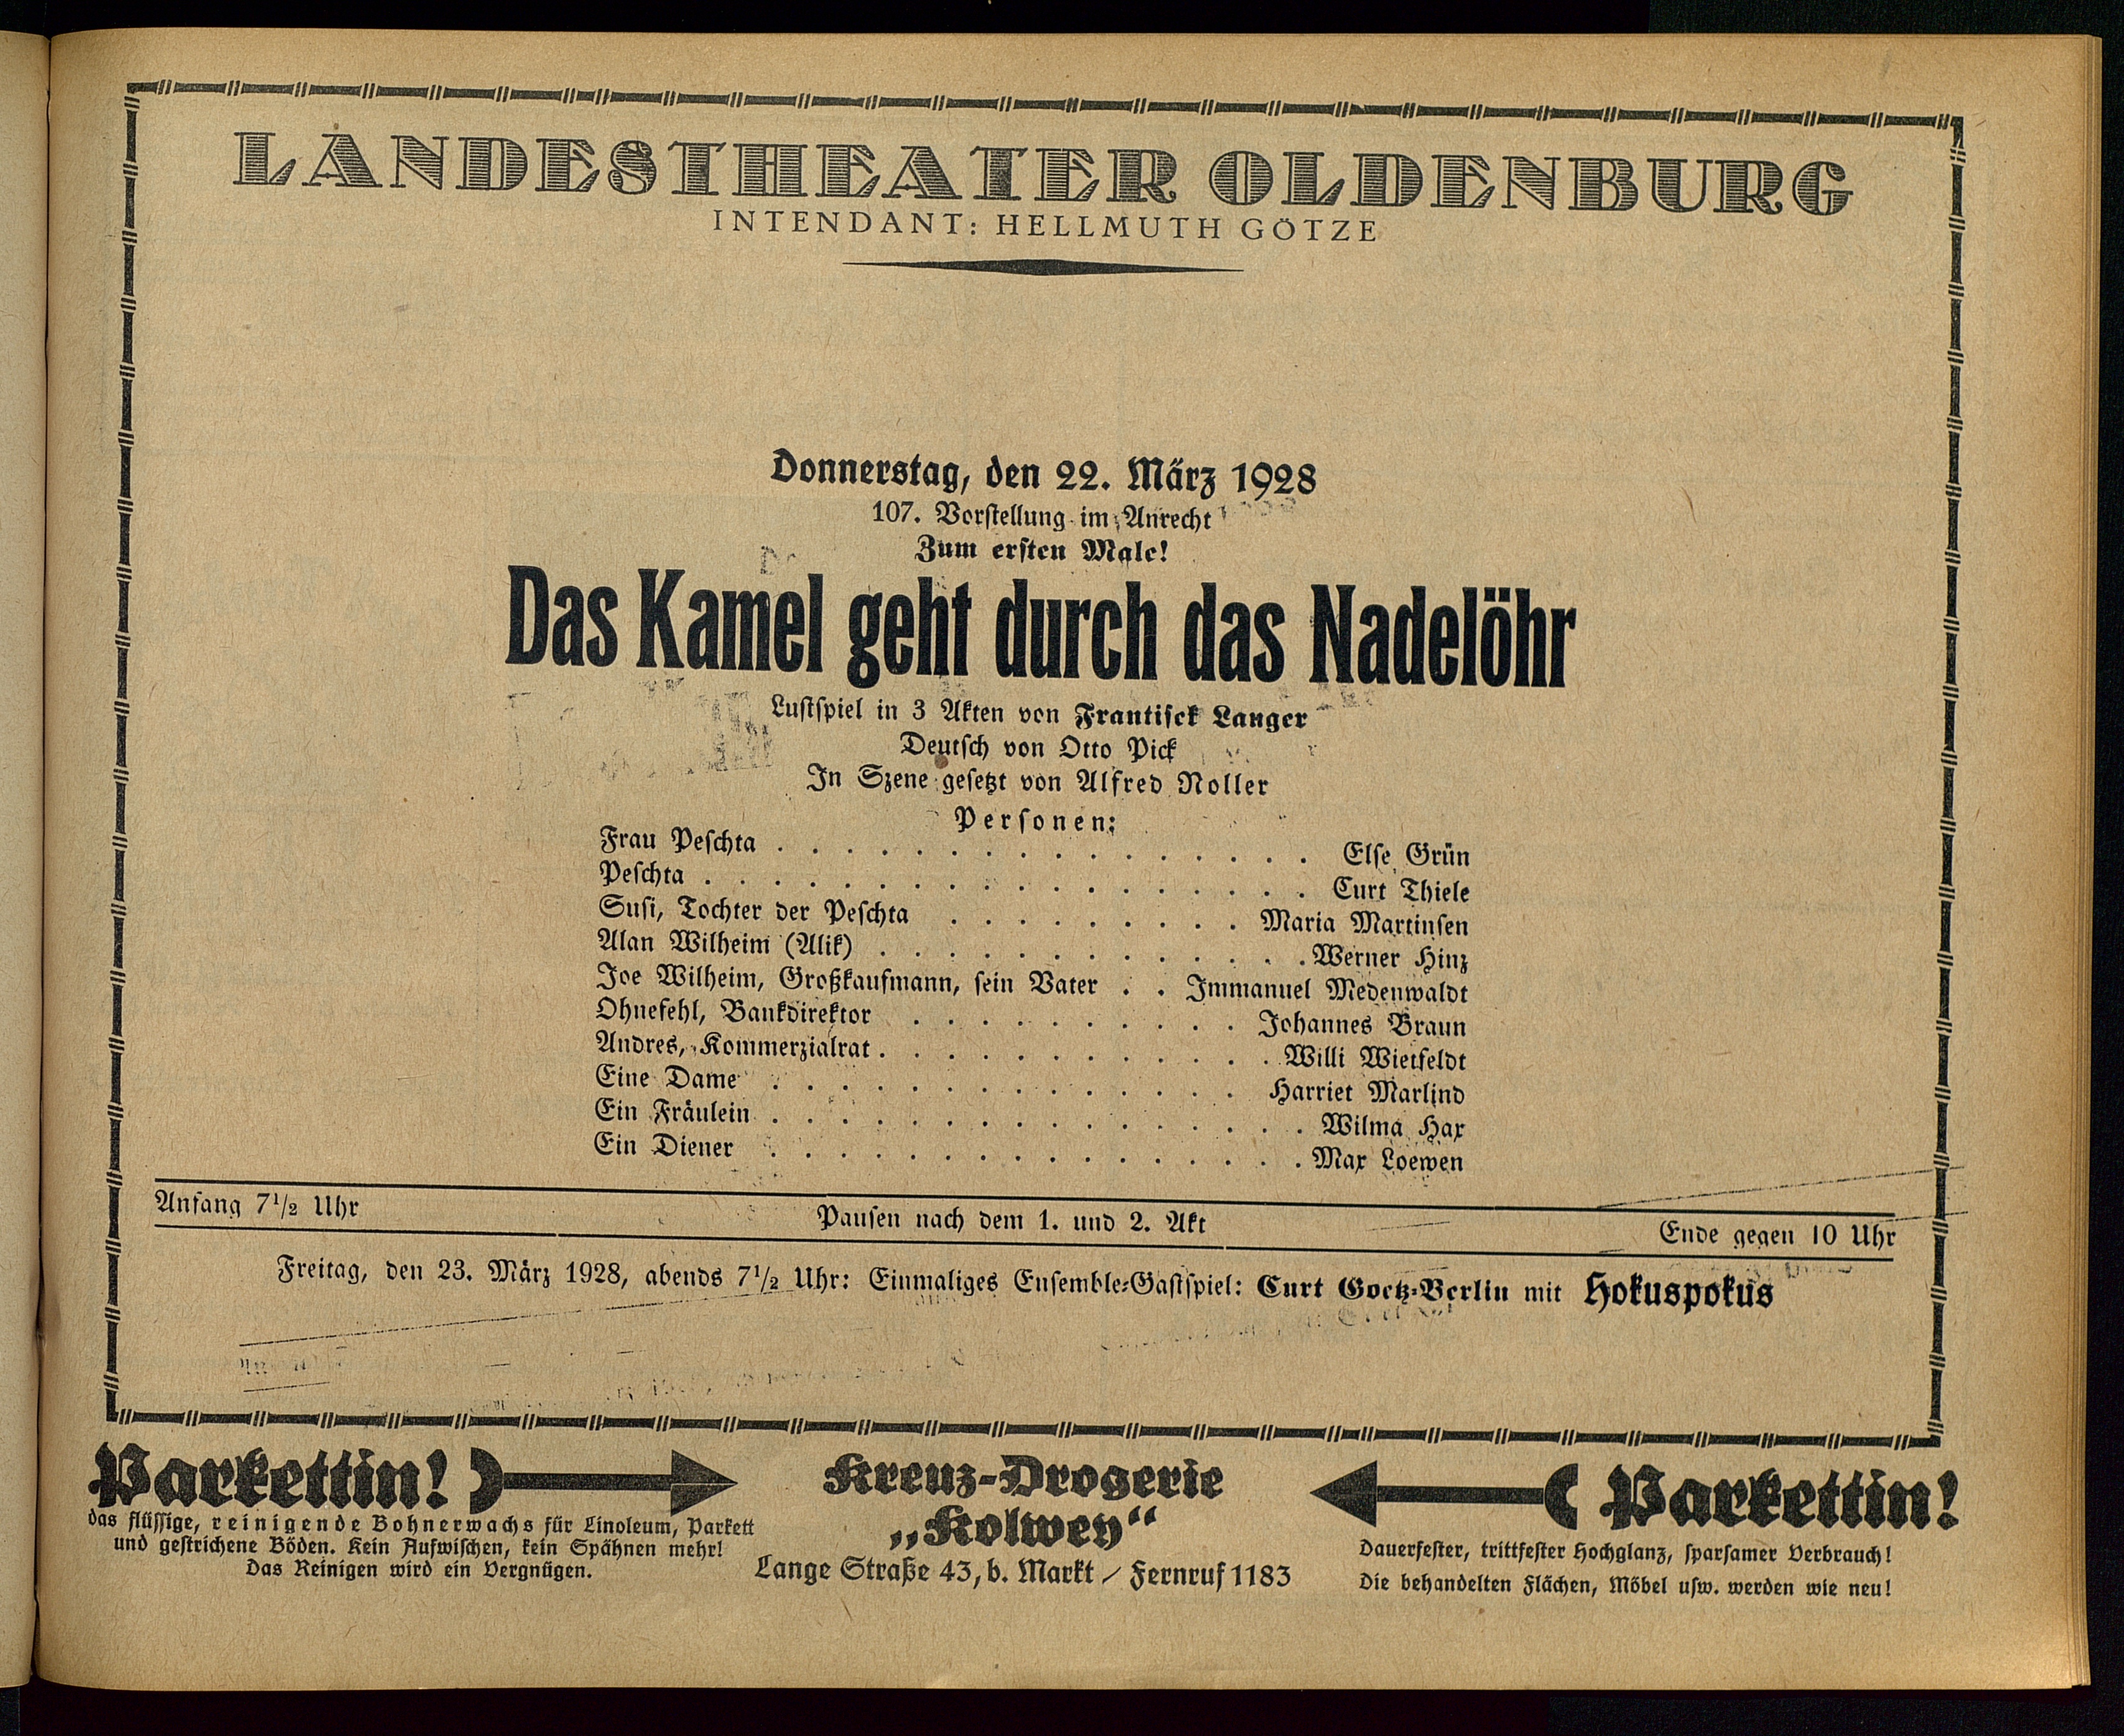 LANDESTHEATER OLDENBURG
INTENDANT: HELLMUTH GÖTZE
Donnerstag, den 22. März 1928
107. Vorstellung im Anrecht
Zum ersten Male!
Das Kamel geht durch das Nadelöhr
Lustspiel in 3 Akten von Frantisek Langer
Deutsch von Otto Pick
In Szene gesetzt von Alfred Noller
Personen:
Frau Peschta . . . . . . . . . . . . . . . . Else Grün
Peschta . . . . . . . . . . . . . . . . . . Curt Thiele
Susi, Tochter der Peschta . . . . . . . . . Maria Martinsen
Alan Wilheim (Alik) . . . . . . . . . . . . . Werner Hinz
Joe Wilheim, Großkaufmann, sein Vater . . Immanuel Medenwaldt
Ohnefehl, Bankdirektor . . . . . . . . . . Johannes Braun
Andres, Kommerzialrat . . . . . . . . . . . . Willi Wietfeldt
Eine Dame . . . . . . . . . . . . . . Harriet Marlind
Ein Fräulein . . . . . . . . . . . . . . . . Wilma Hax
Ein Diener . . . . . . . . . . . . . . . . Max Loewen
Anfang 7½ Uhr Pausen nach dem 1. und 2. Akt Ende gegen 10 Uhr
Freitag, den 23. März 1928, abends 7½ Uhr: Einmaliges Ensemble-Gastspiel: Curt Goetz-Berlin mit Hokuspokus
Parkettin!
das flüssige, reinigende Bohnerwachs für Linoleum, Parkett
und gestrichene Böden. Kein Aufwischen, kein Spähnen mehr!
Das Reinigen wird ein Vergnügen.
Kreuz-Drogerie
„Kolwey“
Lange Straße 43, b. Markt / Fernruf 1183
Parkettin!
Dauerfester, trittfester Hochglanz, sparsamer Verbrauch!
Die behandelten Flächen, Möbel usw. werden wie neu!